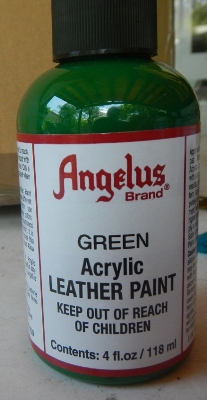 Angelus
Brand®
GREEN
Acrylic
LEATHER PAINT
KEEP OUT OF REACH
OF CHILDREN
Contents: 4 fl.oz / 118 ml